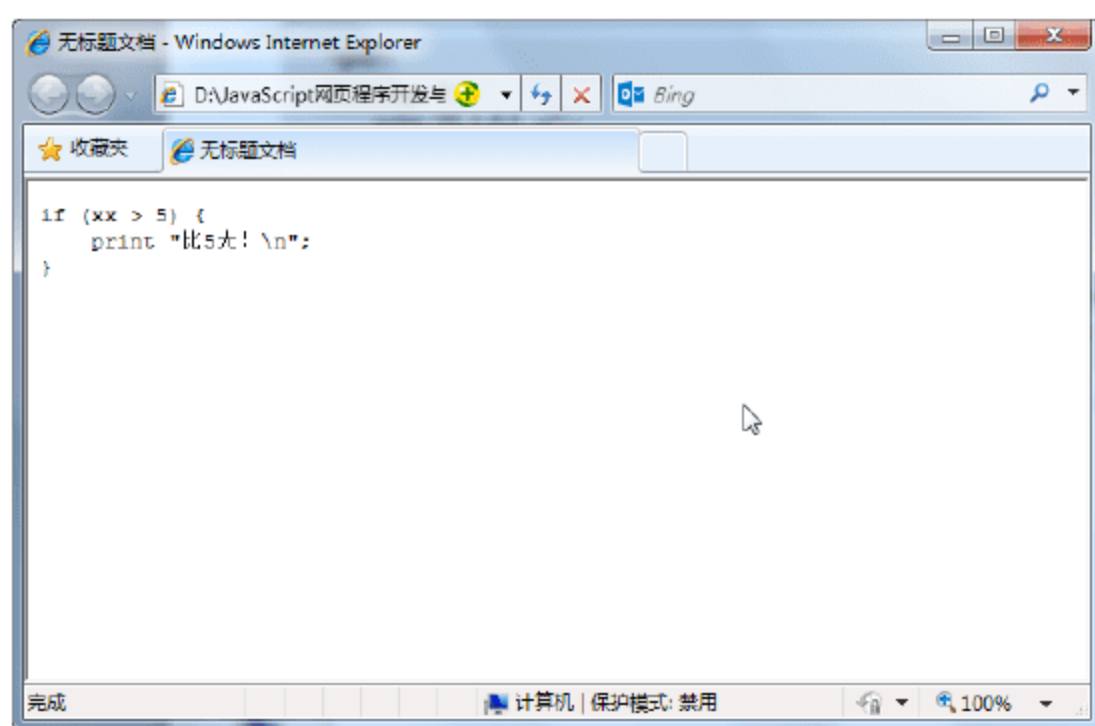 无标题文档 - Windows Internet Explorer
D:\JavaScript网页程序开发与
Bing
收藏夹
无标题文档
if (xx > 5) {
    print "比5大！\n";
}
完成
计算机 | 保护模式: 禁用
100%